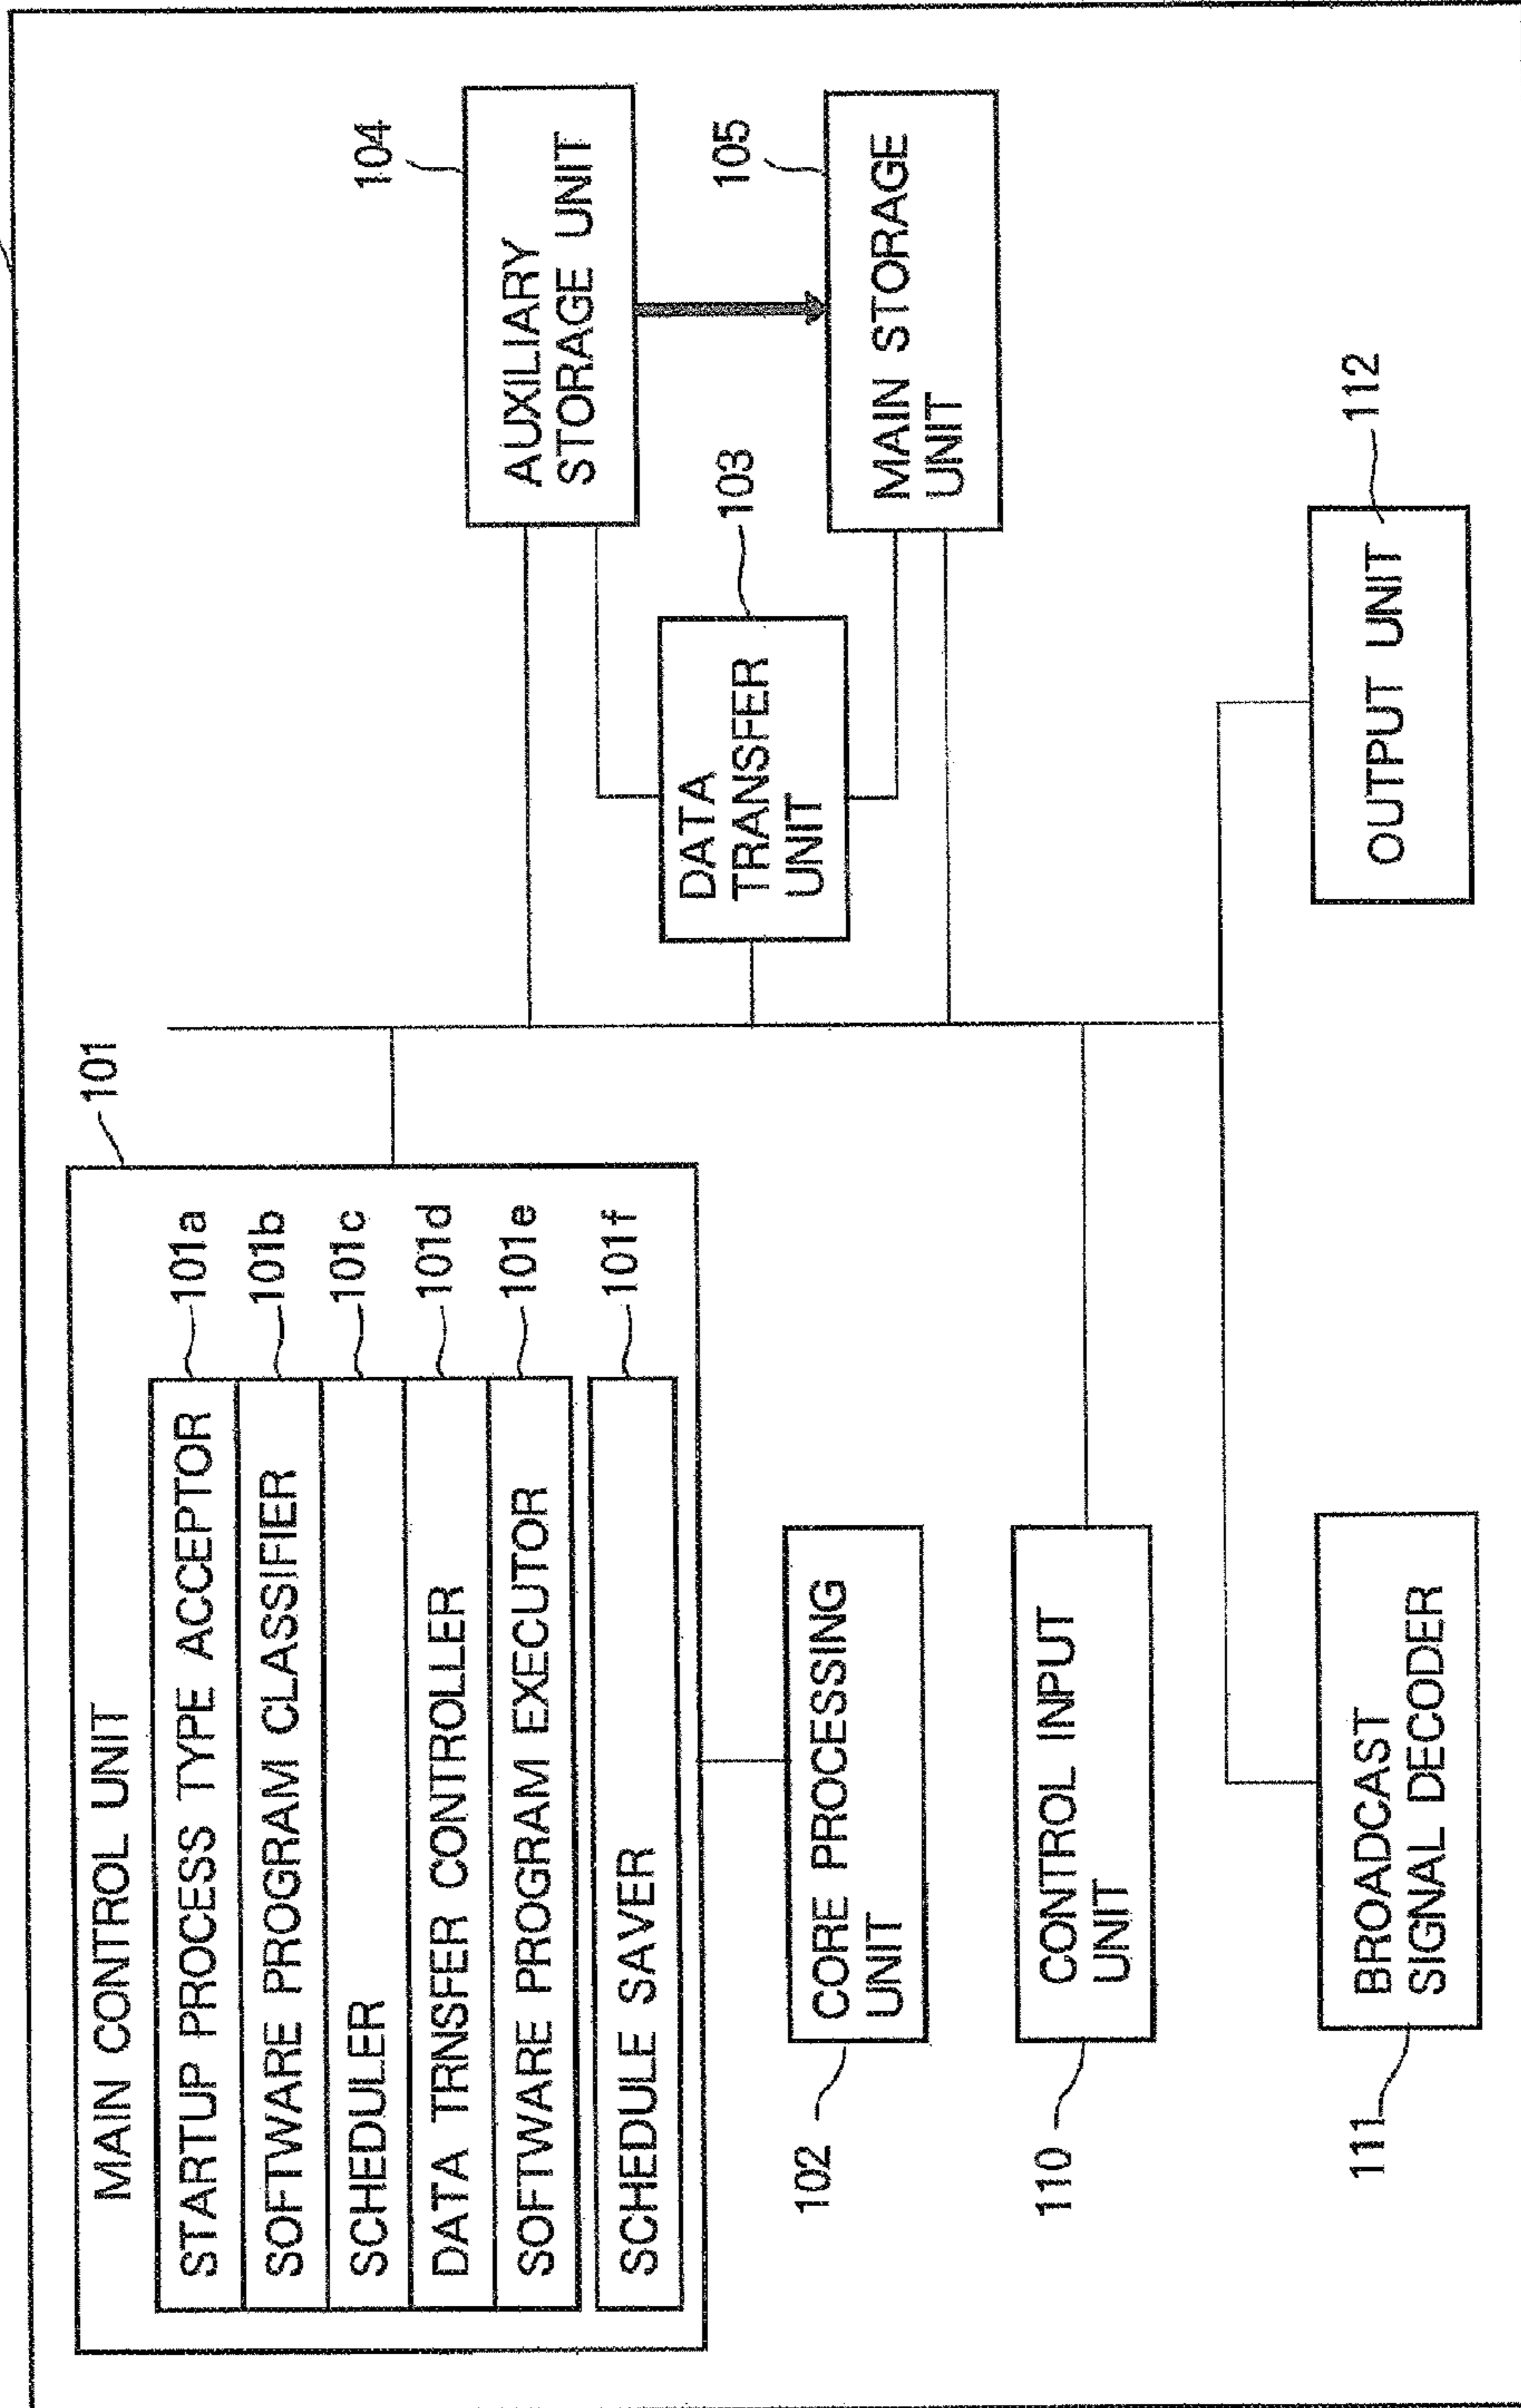 101
MAIN CONTROL UNIT
STARTUP PROCESS TYPE ACCEPTOR
101a
SOFTWARE PROGRAM CLASSIFIER
101b
SCHEDULER
101c
DATA TRNSFER CONTROLLER
101d
SOFTWARE PROGRAM EXECUTOR
101e
SCHEDULE SAVER
101f
104
AUXILIARY
STORAGE UNIT
103
DATA
TRANSFER
UNIT
105
MAIN STORAGE
UNIT
102
CORE PROCESSING
UNIT
110
CONTROL INPUT
UNIT
111
BROADCAST
SIGNAL DECODER
112
OUTPUT UNIT